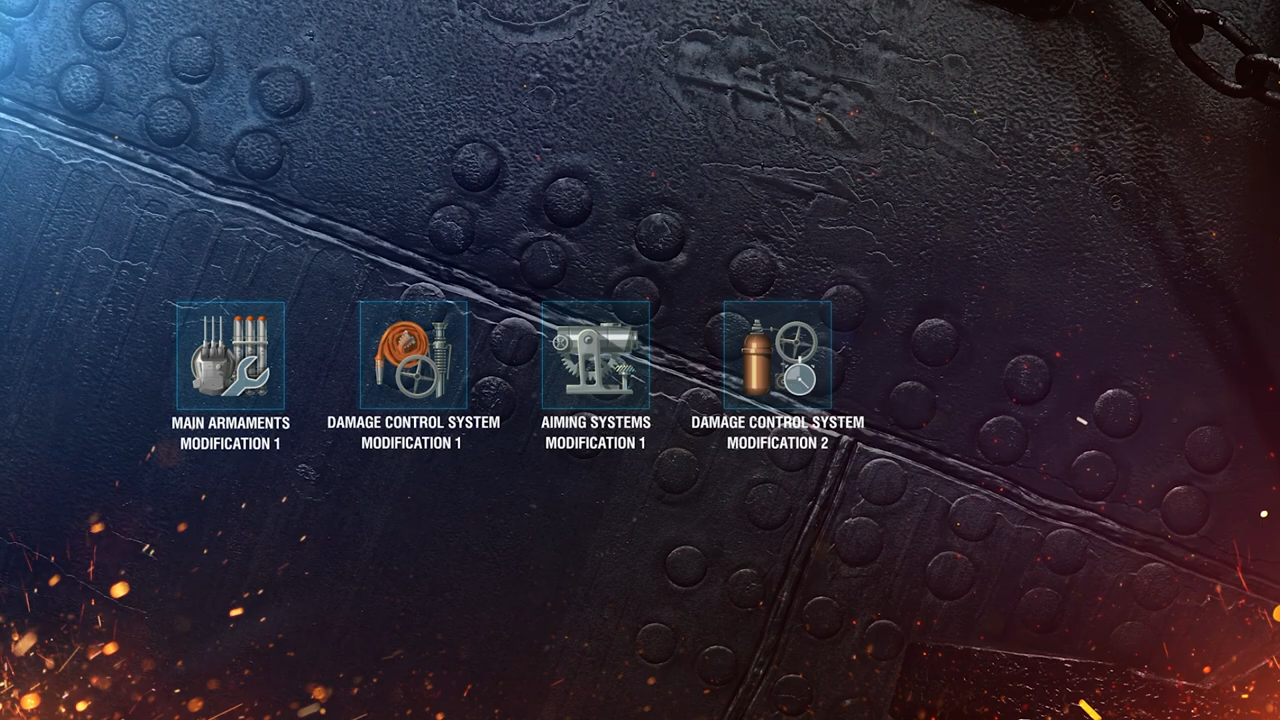 MAIN ARMAMENTS
MODIFICATION 1
DAMAGE CONTROL SYSTEM
MODIFICATION 1
AIMING SYSTEMS
MODIFICATION 1
DAMAGE CONTROL SYSTEM
MODIFICATION 2